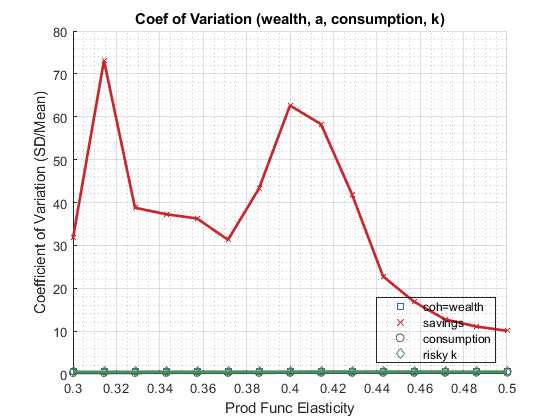 Coef of Variation (wealth, a, consumption, k)
80
70
60
50
40
30
20
10
0
Coefficient of Variation (SD/Mean)
coh=wealth
savings
consumption
risky k
0.3 0.32 0.34 0.36 0.38 0.4 0.42 0.44 0.46 0.48 0.5
Prod Func Elasticity